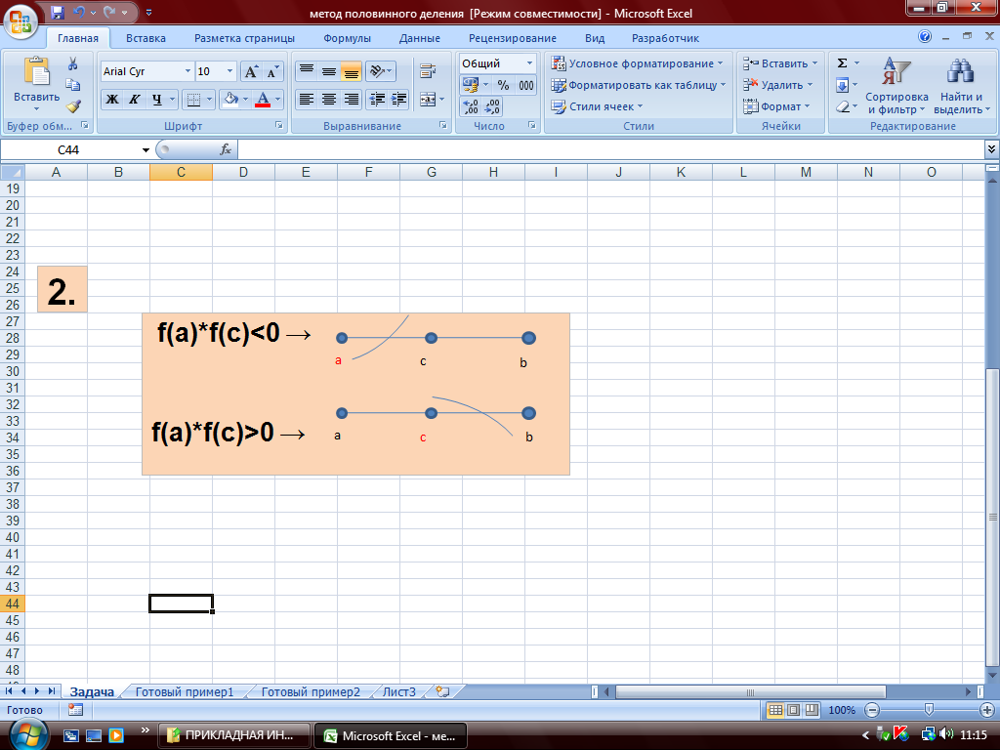 метод половинного деления [Режим совместимости] - Microsoft Excel
Главная Вставка Разметка страницы Формулы Данные Рецензирование Вид Разработчик
Вставить
Arial Cyr 10
Ж К Ч
Общий
% 000
Условное форматирование
Форматировать как таблицу
Стили ячеек
Вставить
Удалить
Формат
Σ
Сортировка и фильтр
Найти и выделить
Буфер обм... Шрифт Выравнивание Число Стили Ячейки Редактирование
C44 fx
A B C D E F G H I J K L M N O
19
20
21
22
23
24
25
26
27
28
29
30
31
32
33
34
35
36
37
38
39
40
41
42
43
44
45
46
47
48
2.
f(a)*f(c)<0 →
a c b
f(a)*f(c)>0 →
a c b
Задача Готовый пример1 Готовый пример2 Лист3
Готово 100%
ПРИКЛАДНАЯ ИН... Microsoft Excel - ме... 11:15